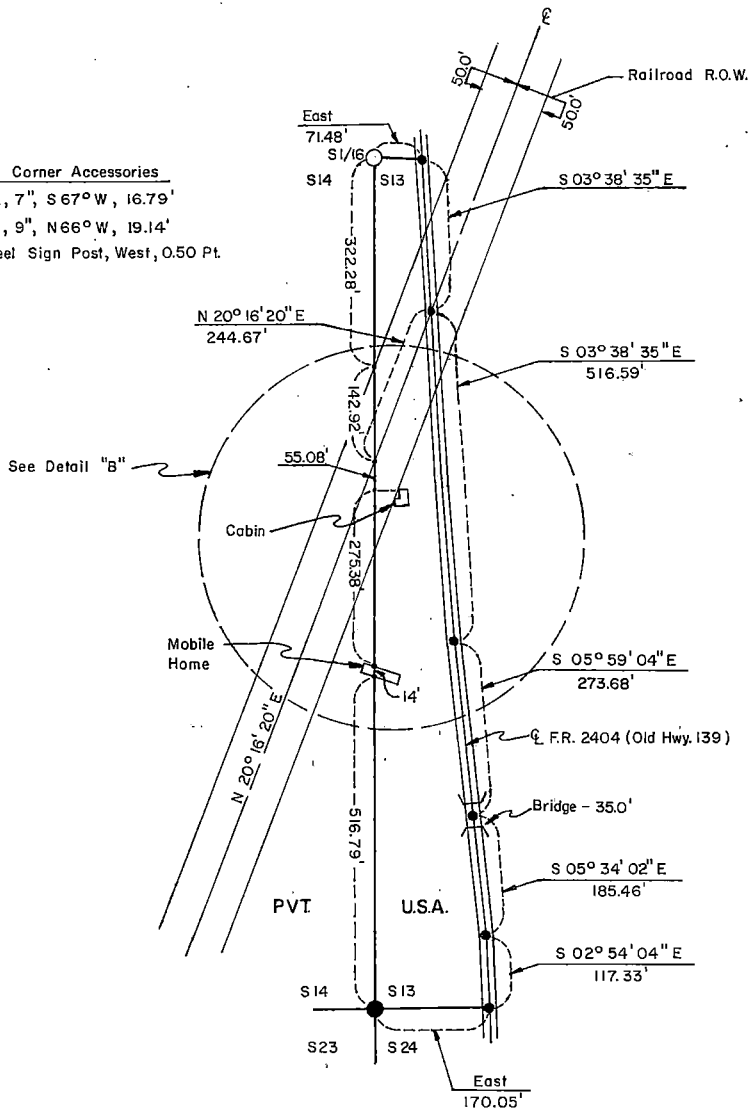 ℄
50.0'
50.0'
Railroad R.O.W.
East
71.48'
S1/16
S14
S13
Corner Accessories
, 7", S 67° W, 16.79'
, 9", N 66° W, 19.14'
eel Sign Post, West, 0.50 Pt.
S 03° 38' 35" E
322.28'
N 20° 16' 20" E
244.67'
S 03° 38' 35" E
516.59'
142.92'
See Detail "B"
55.08'
Cabin
275.38'
Mobile
Home
14'
S 05° 59' 04" E
273.68'
℄ F.R. 2404 (Old Hwy. 139)
N 20° 16' 20" E
Bridge - 35.0'
516.79'
S 05° 34' 02" E
185.46'
PVT.
U.S.A.
S 02° 54' 04" E
117.33'
S 14
S 13
S 23
S 24
East
170.05'